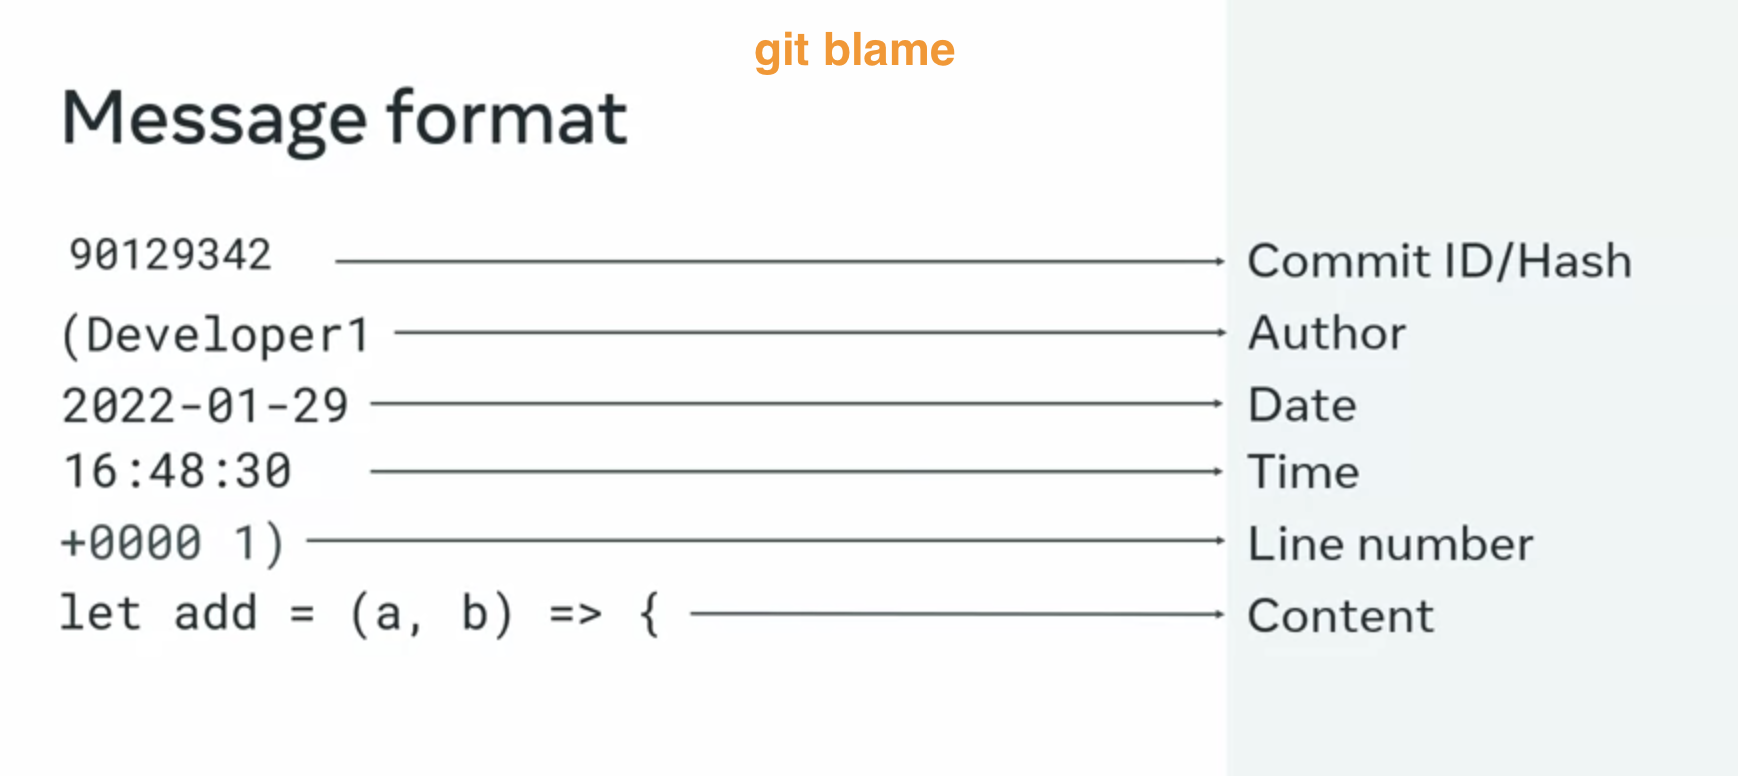 git blame
Message format
90129342 Commit ID/Hash
(Developer1 Author
2022-01-29 Date
16:48:30 Time
+0000 1) Line number
let add = (a, b) => { Content